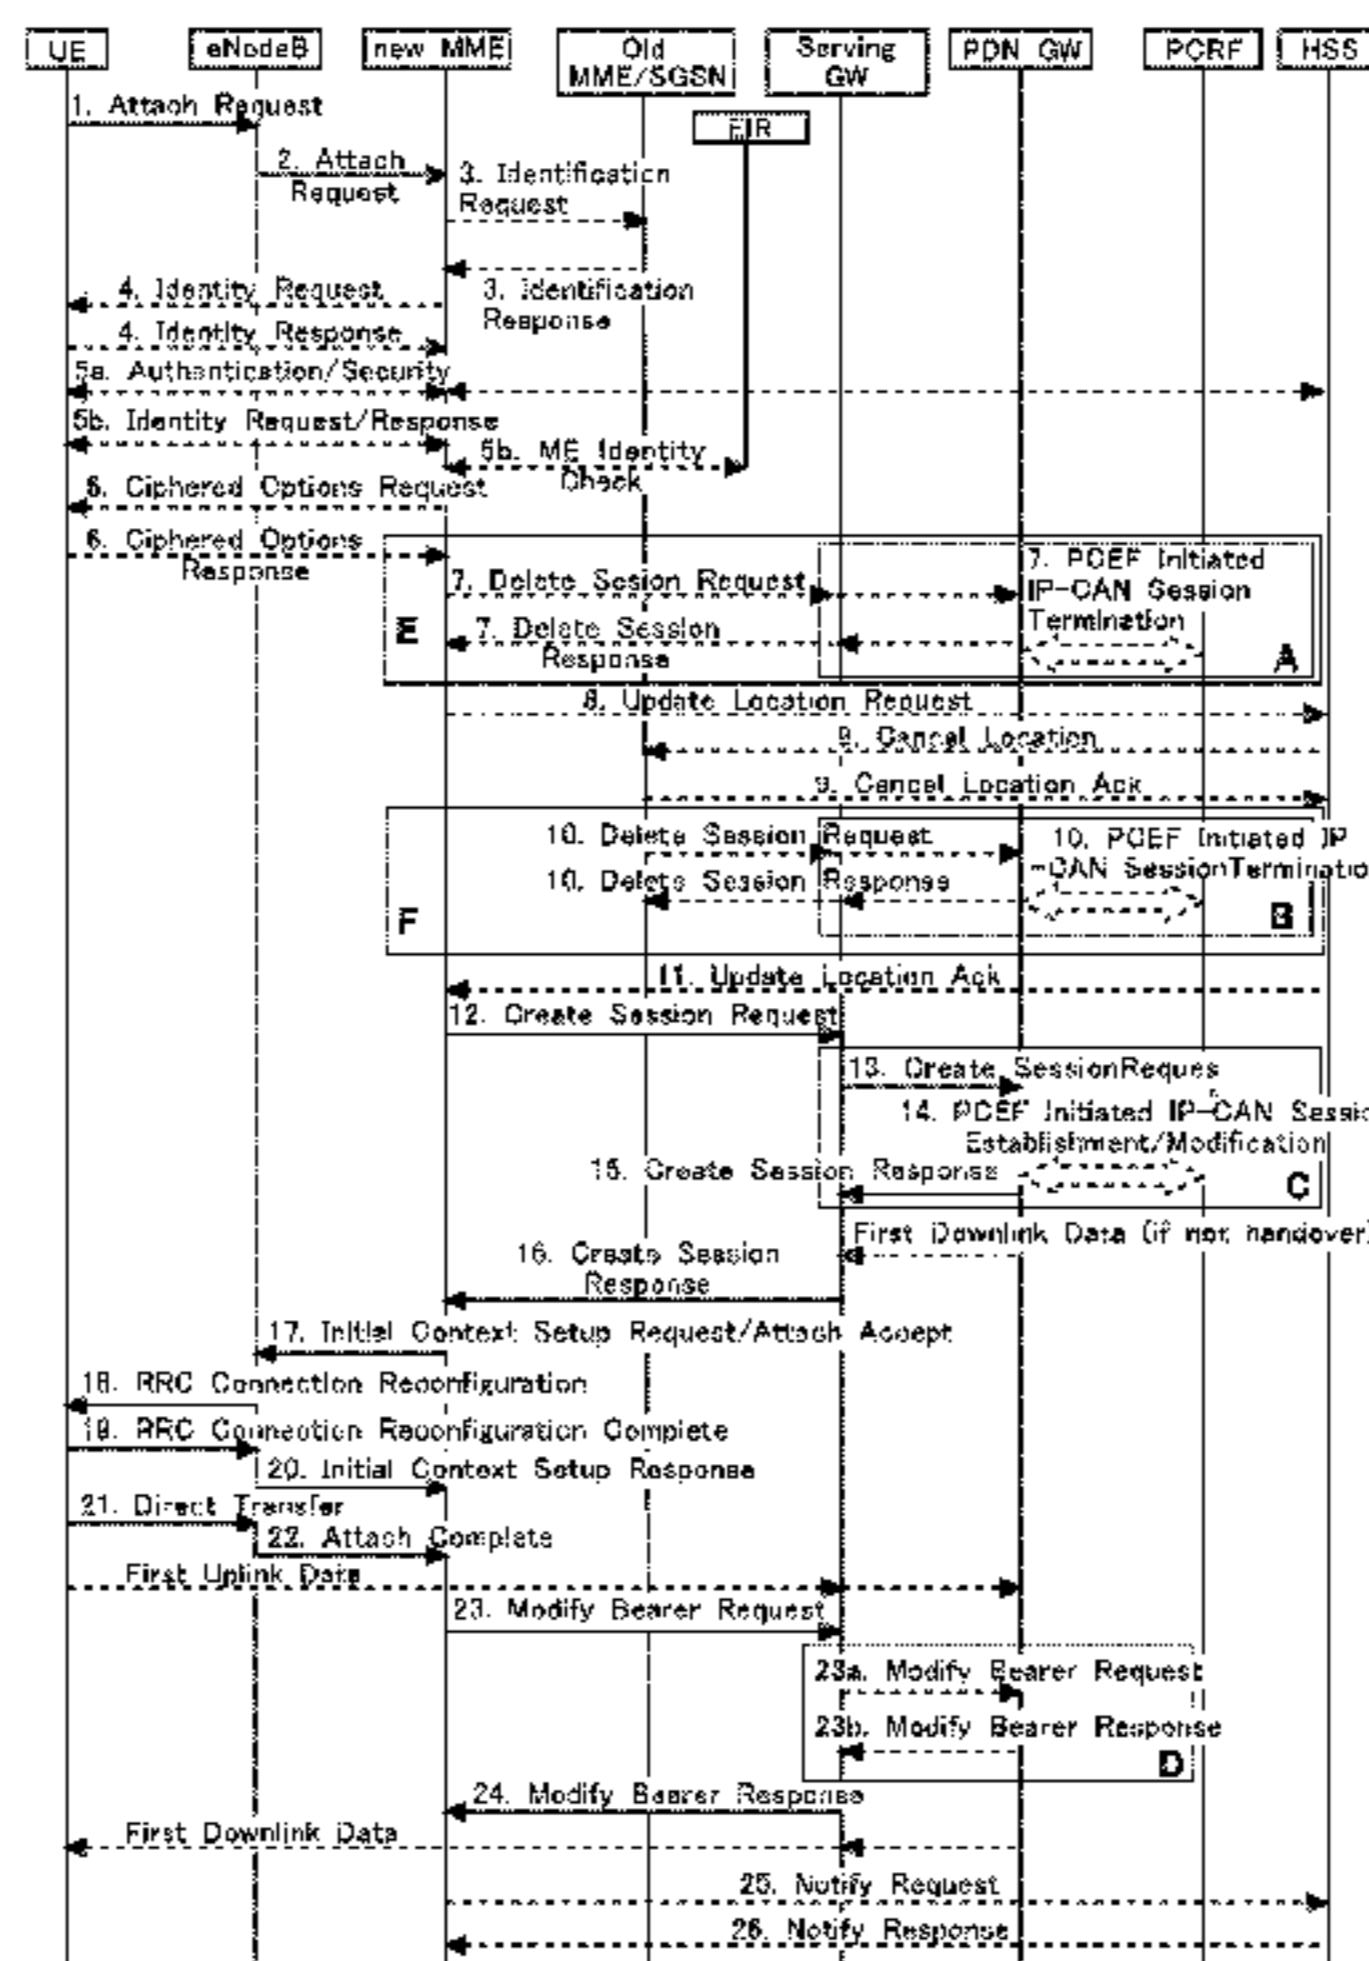 UE
eNodeB
new MME
Old
MME/SGSN
Serving
GW
PDN GW
PCRF
HSS
EIR
1. Attach Request
2. Attach
Request
3. Identification
Request
3. Identification
Response
4. Identity Request
4. Identity Response
5a. Authentication/Security
5b. Identity Request/Response
5b. ME Identity
Check
6. Ciphered Options Request
6. Ciphered Options
Response
7. Delete Sesion Request
7. PCEF Initiated
IP-CAN Session
Termination
7. Delete Session
Response
E
A
8. Update Location Request
9. Cancel Location
9. Cancel Location Ack
10. Delete Session Request
10. PCEF Initiated IP
-CAN SessionTerminatio
10. Delete Session Response
F
B
11. Update Location Ack
12. Create Session Request
13. Create SessionReques
t
14. PCEF Initiated IP-CAN Sessio
Establishment/Modification
15. Create Session Response
C
First Downlink Data (if not handover)
16. Create Session
Response
17. Initial Context Setup Request/Attach Accept
18. RRC Connection Reconfiguration
19. RRC Connection Reconfiguration Complete
20. Initial Context Setup Response
21. Direct Transfer
22. Attach Complete
First Uplink Data
23. Modify Bearer Request
23a. Modify Bearer Request
23b. Modify Bearer Response
D
24. Modify Bearer Response
First Downlink Data
25. Notify Request
26. Notify Response